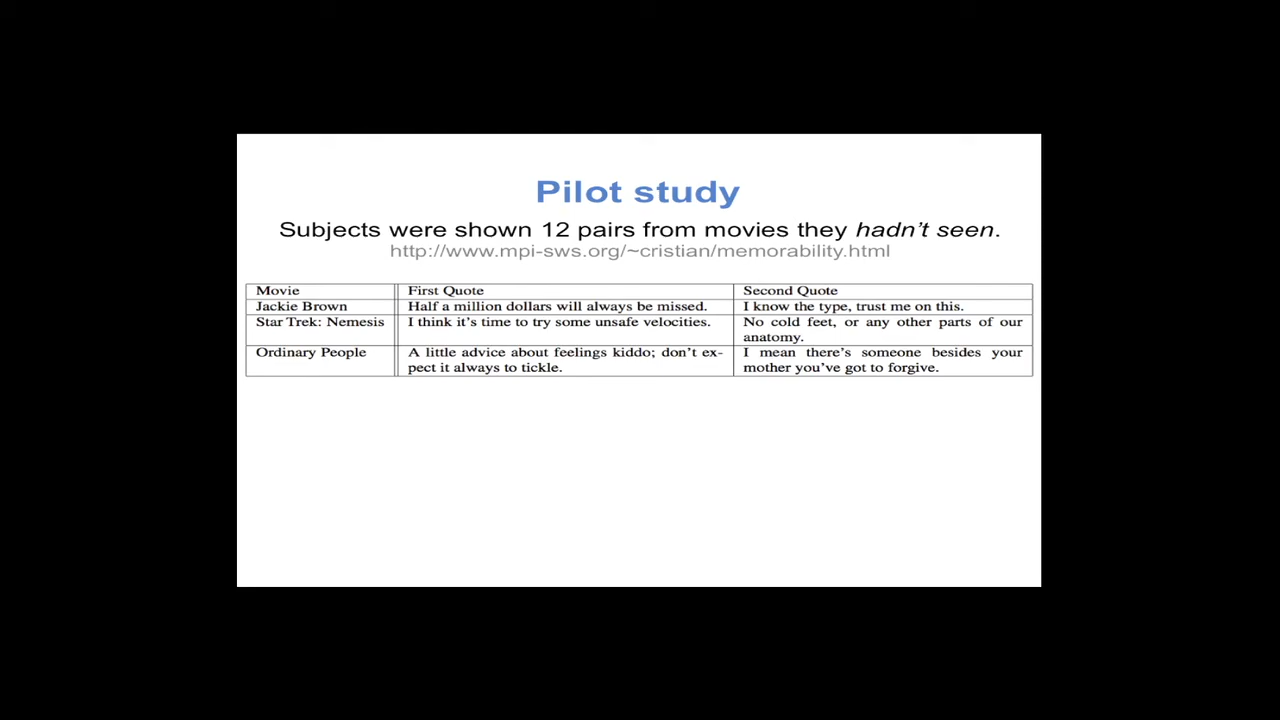 Pilot study
Subjects were shown 12 pairs from movies they hadn't seen.
http://www.mpi-sws.org/~cristian/memorability.html
Movie First Quote Second Quote
Jackie Brown Half a million dollars will always be missed. I know the type, trust me on this.
Star Trek: Nemesis I think it's time to try some unsafe velocities. No cold feet, or any other parts of our
anatomy.
Ordinary People A little advice about feelings kiddo; don't ex- I mean there's someone besides your
pect it always to tickle. mother you've got to forgive.